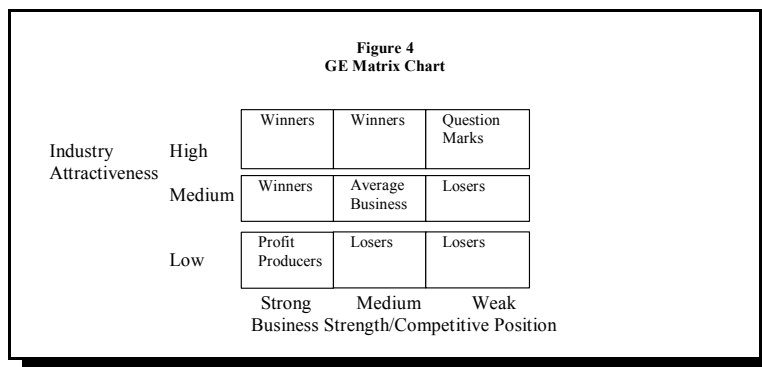 Figure 4
GE Matrix Chart
Winners Winners Question
Marks
Industry High
Attractiveness
Medium Winners Average Losers
Business
Low Profit Losers Losers
Producers
Strong Medium Weak
Business Strength/Competitive Position